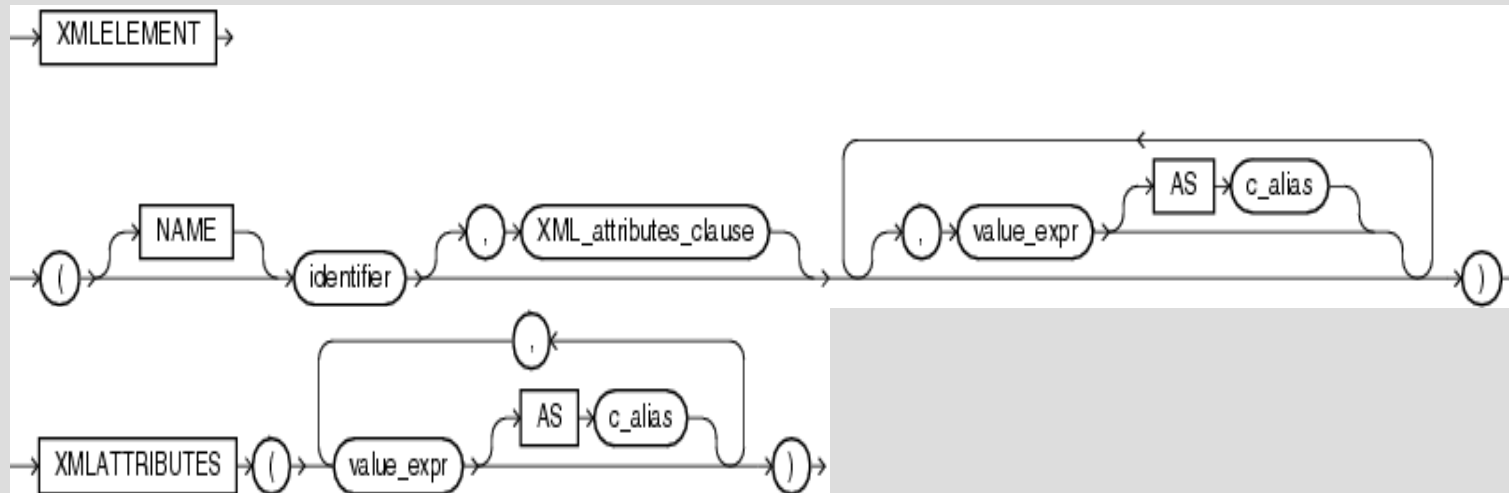 XMLELEMENT
AS c_alias
( NAME identifier , XML_attributes_clause , value_expr )
,
AS c_alias
XMLATTRIBUTES ( value_expr )